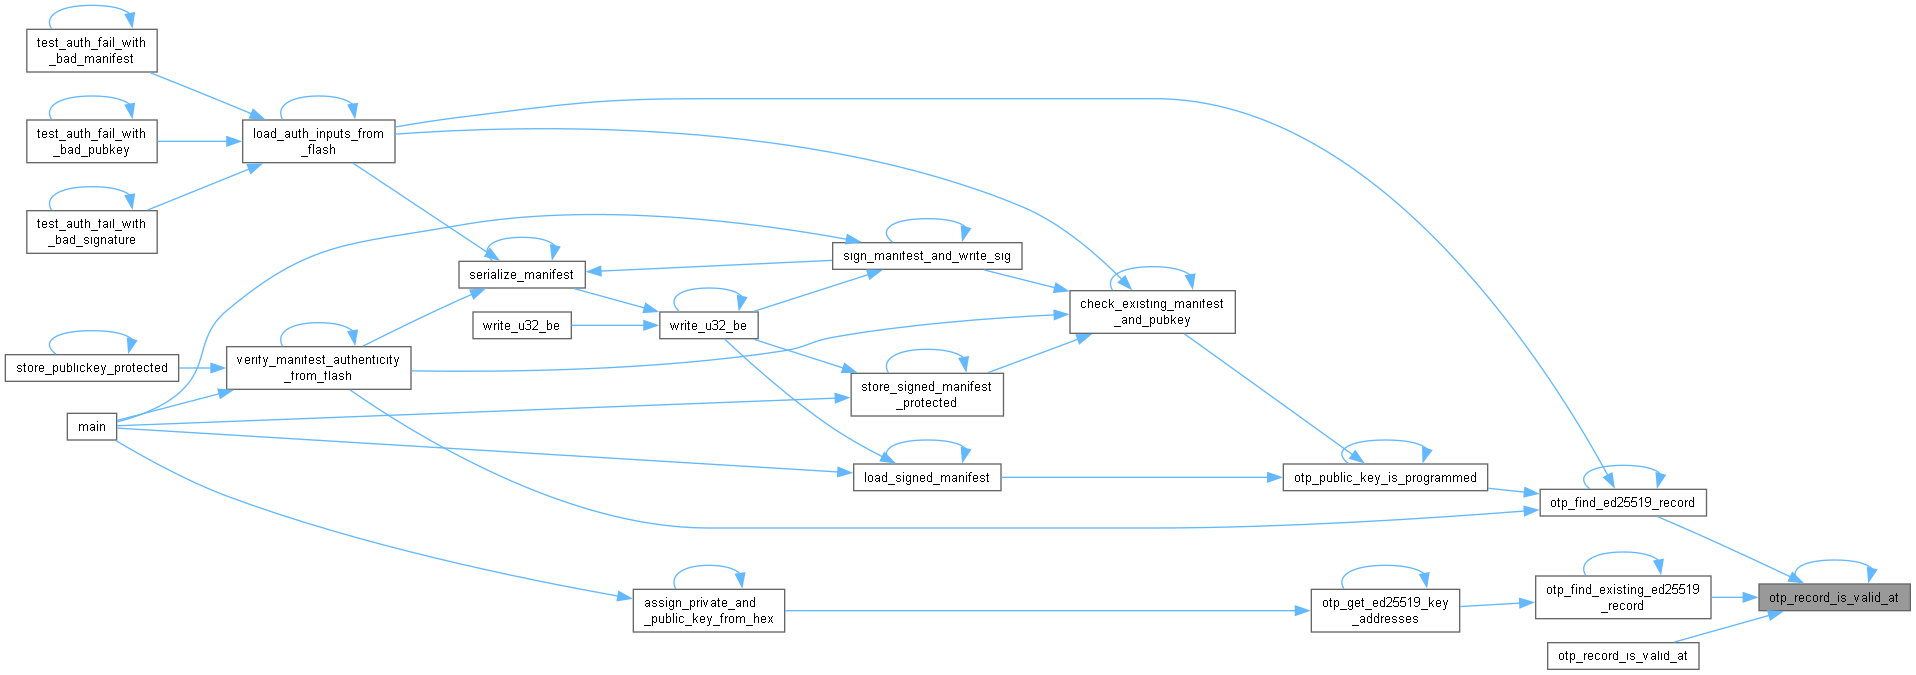 test_auth_fail_with
_bad_manifest
test_auth_fail_with
_bad_pubkey
load_auth_inputs_from
_flash
test_auth_fail_with
_bad_signature
sign_manifest_and_write_sig
serialize_manifest
check_existing_manifest
_and_pubkey
write_u32_be
write_u32_be
store_publickey_protected
verify_manifest_authenticity
_from_flash
store_signed_manifest
_protected
main
load_signed_manifest
otp_public_key_is_programmed
otp_find_ed25519_record
assign_private_and
_public_key_from_hex
otp_get_ed25519_key
_addresses
otp_find_existing_ed25519
_record
otp_record_is_valid_at
otp_record_is_valid_at